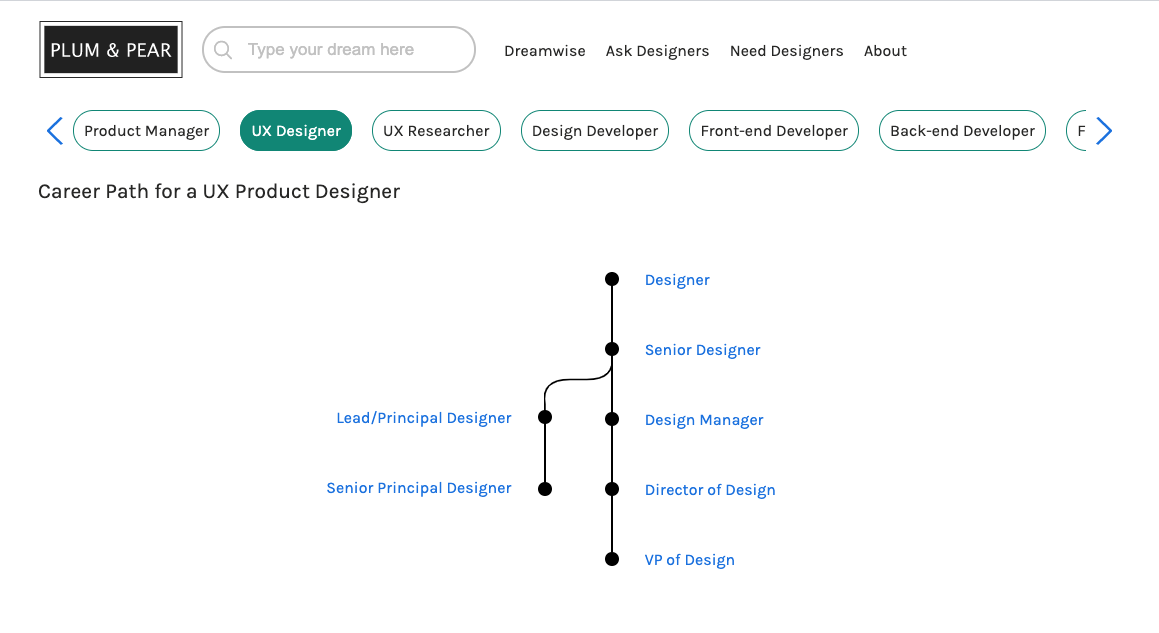 PLUM & PEAR
Type your dream here
Dreamwise Ask Designers Need Designers About
Product Manager UX Designer UX Researcher Design Developer Front-end Developer Back-end Developer F
Career Path for a UX Product Designer
Designer
Senior Designer
Lead/Principal Designer Design Manager
Senior Principal Designer Director of Design
VP of Design